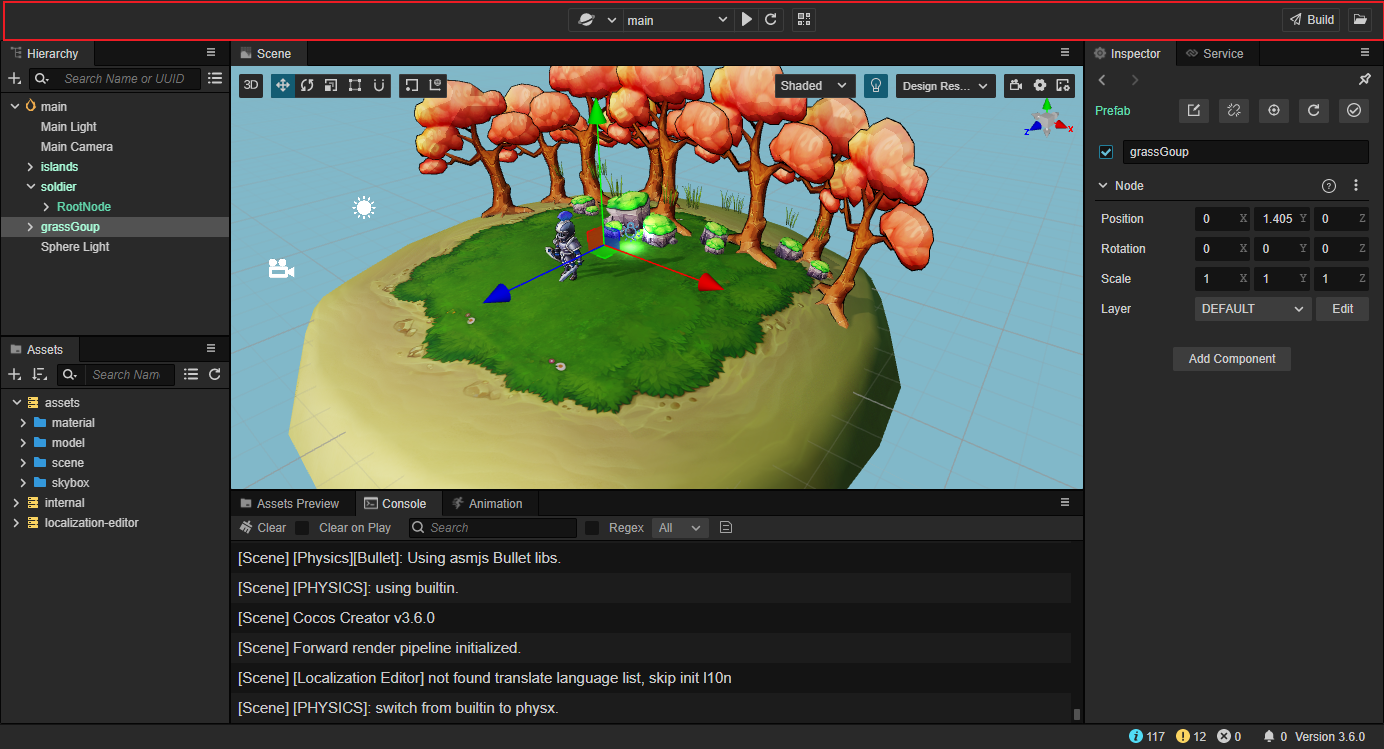 main
Build
Hierarchy
Search Name or UUID
main
Main Light
Main Camera
islands
soldier
RootNode
grassGoup
Sphere Light
Assets
Search Nam
assets
material
model
scene
skybox
internal
localization-editor
Scene
3D
Shaded
Design Res...
Y
Z
X
Assets Preview
Console
Animation
Clear
Clear on Play
Search
Regex
All
[Scene] [Physics][Bullet]: Using asmjs Bullet libs.
[Scene] [PHYSICS]: using builtin.
[Scene] Cocos Creator v3.6.0
[Scene] Forward render pipeline initialized.
[Scene] [Localization Editor] not found translate language list, skip init l10n
[Scene] [PHYSICS]: switch from builtin to physx.
Inspector
Service
Prefab
grassGoup
Node
Position 0 X 1.405 Y 0 Z
Rotation 0 X 0 Y 0 Z
Scale 1 X 1 Y 1 Z
Layer DEFAULT Edit
Add Component
117 12 0 0 Version 3.6.0